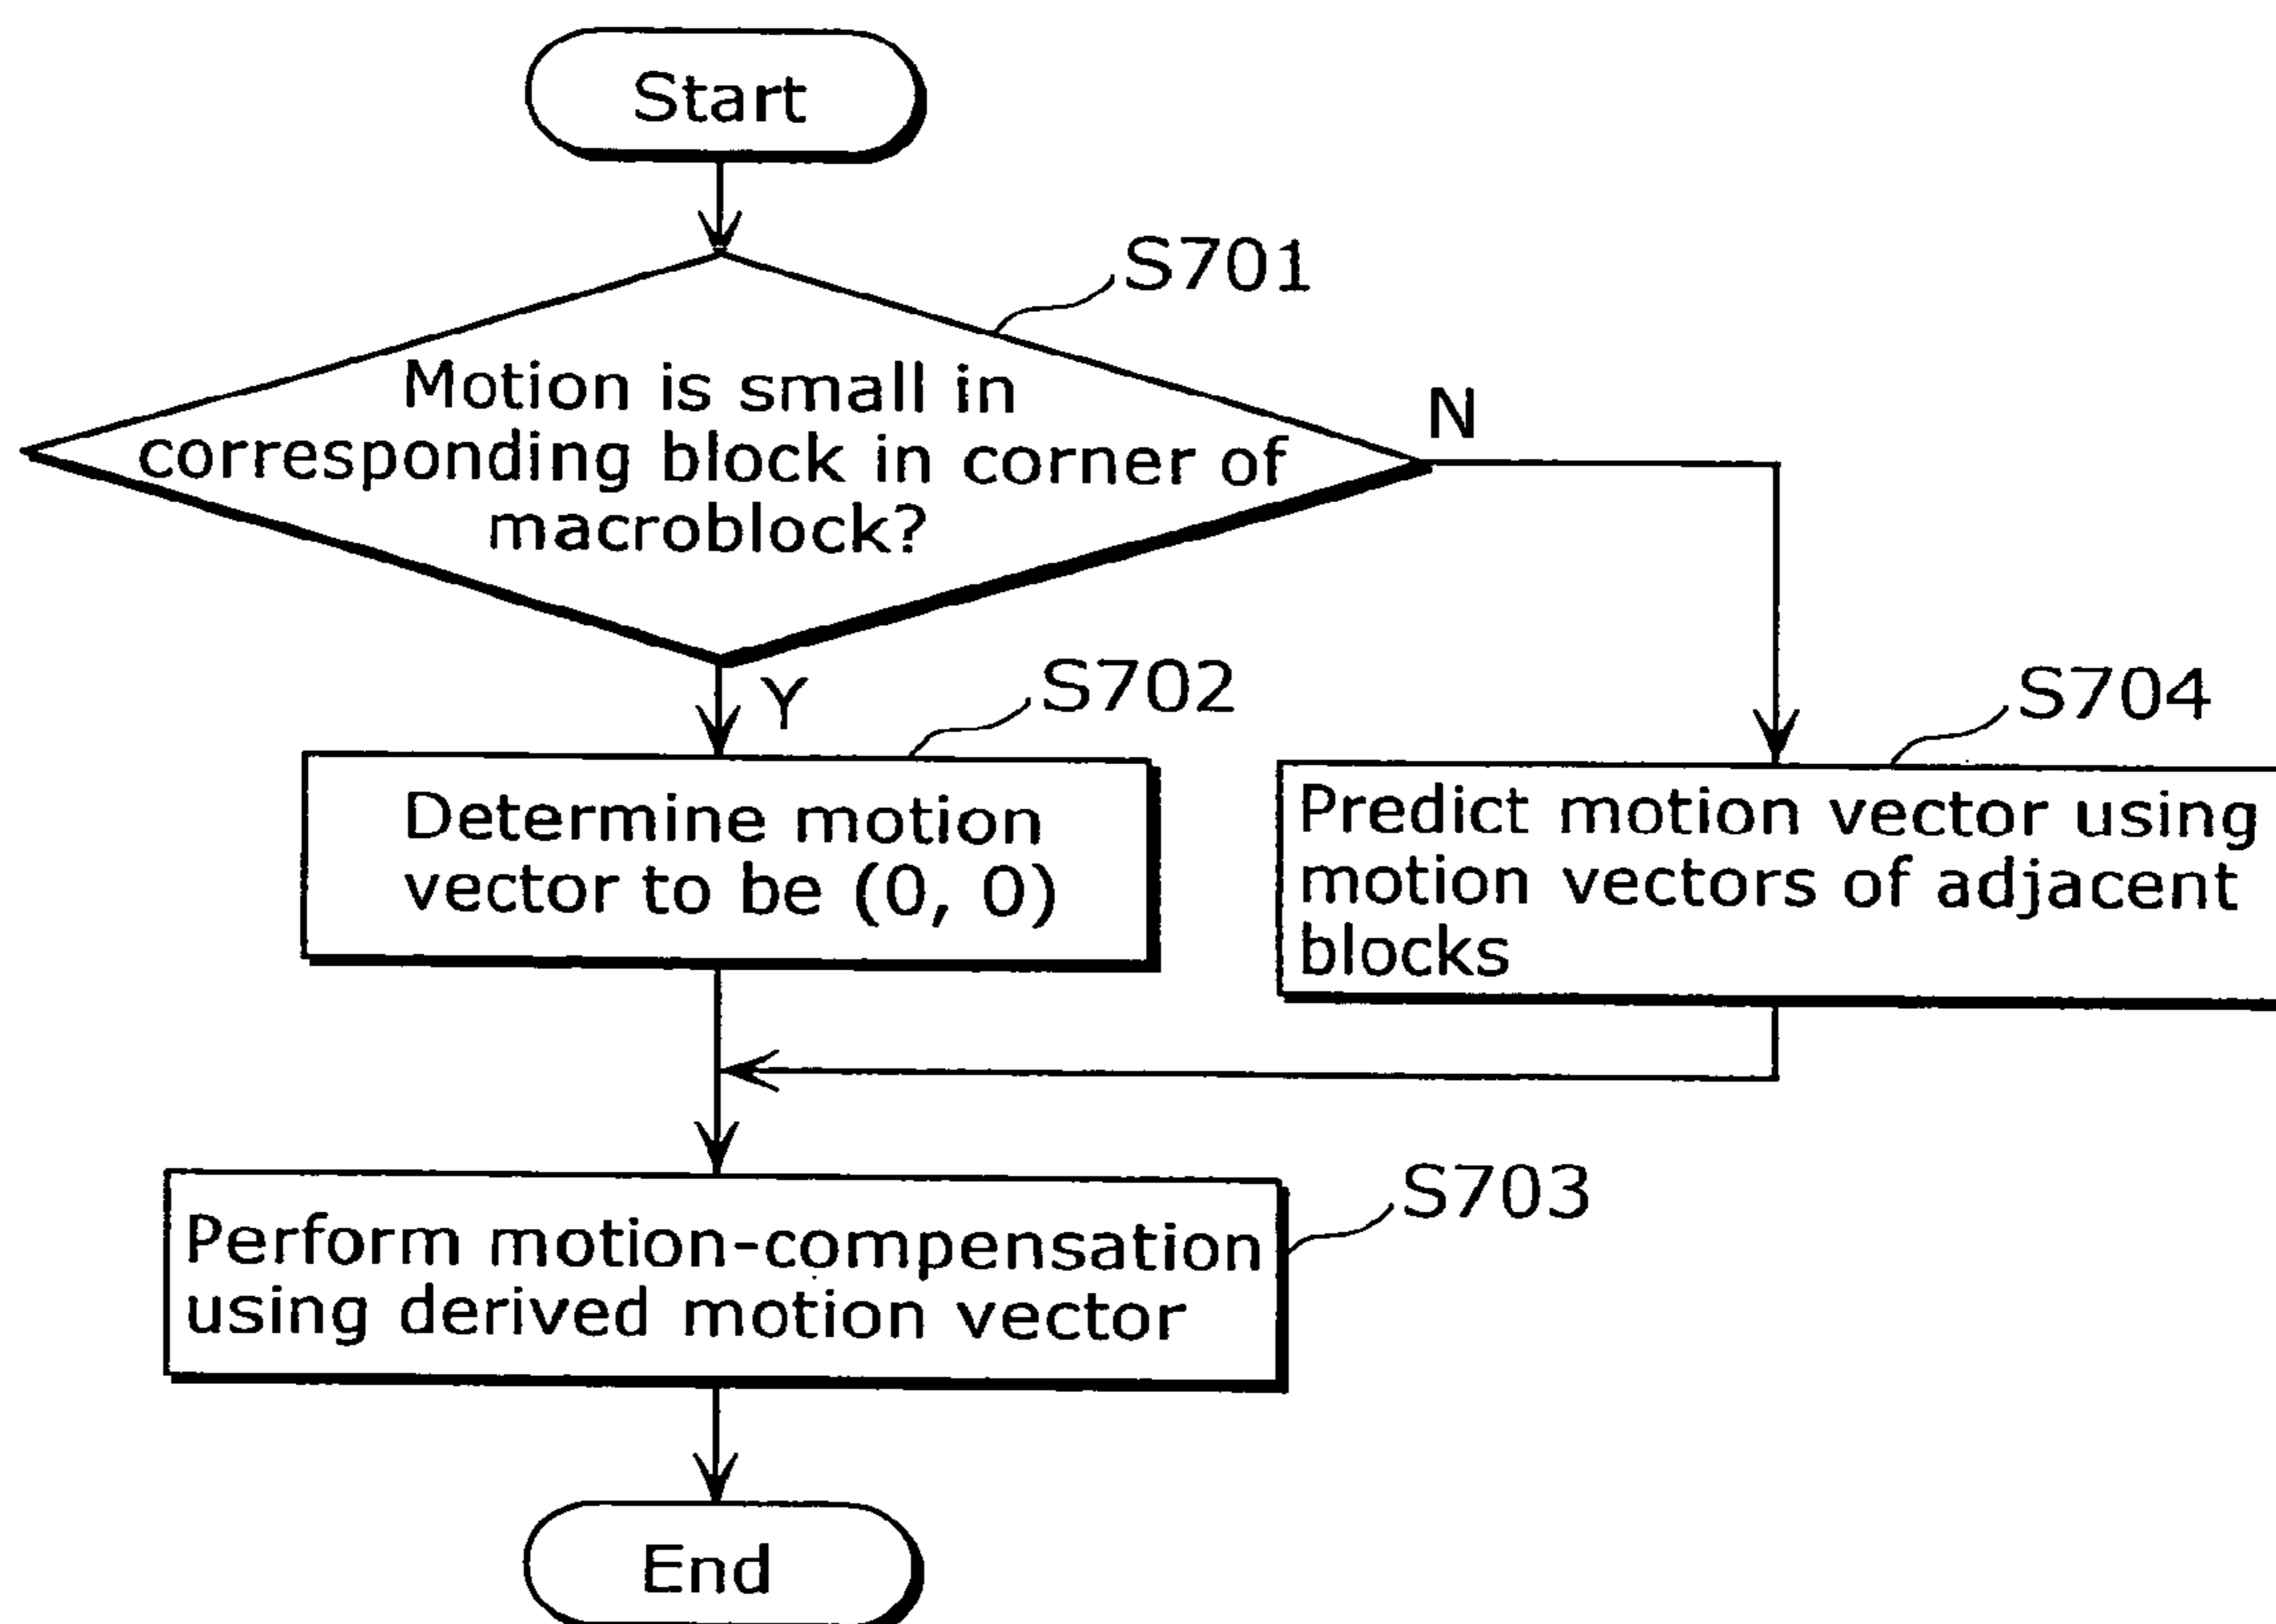 Start
S701
Motion is small in
corresponding block in corner of
macroblock?
N
Y
S702
S704
Determine motion
vector to be (0, 0)
Predict motion vector using
motion vectors of adjacent
blocks
S703
Perform motion-compensation
using derived motion vector
End